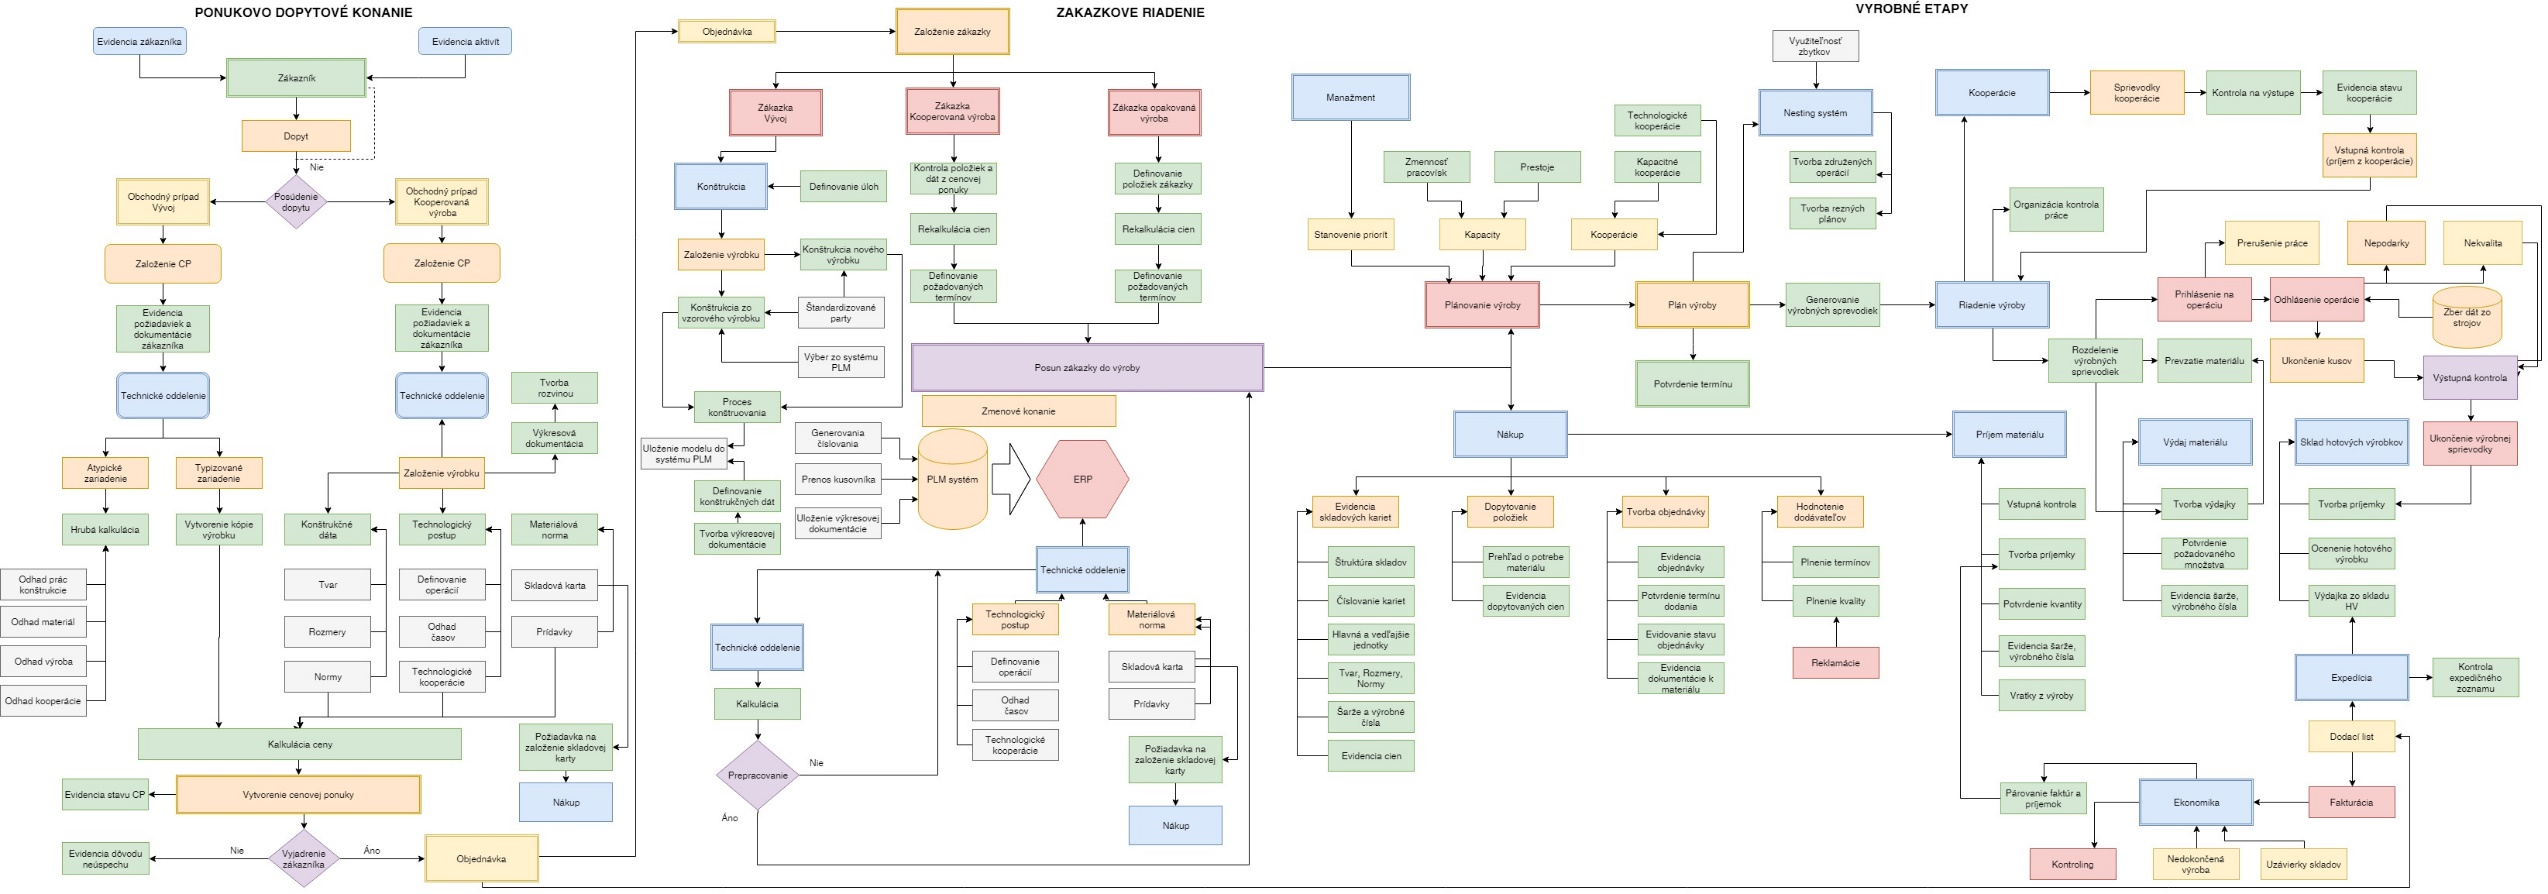 PONUKOVO DOPYTOVÉ KONANIE
Evidencia zákazníka
Evidencia aktivít
Zákazník
Dopyt
Nie
Posúdenie
dopytu
Obchodný prípad
Vývoj
Obchodný prípad
Kooperovaná
výroba
Založenie CP
Založenie CP
Evidencia
požiadaviek a
dokumentácie
zákazníka
Evidencia
požiadaviek a
dokumentácie
zákazníka
Technické oddelenie
Technické oddelenie
Tvorba
rozvinou
Výkresová
dokumentácia
Atypické
zariadenie
Typizované
zariadenie
Založenie výrobku
Hrubá kalkulácia
Vytvorenie kópie
výrobku
Konštrukčné
dáta
Technologický
postup
Materiálová
norma
Odhad prác
konštrukcie
Odhad materiál
Odhad výroba
Odhad kooperácie
Tvar
Rozmery
Normy
Definovanie
operácií
Odhad
časov
Technologické
kooperácie
Skladová karta
Prídavky
Kalkulácia ceny
Požiadavka na
založenie skladovej
karty
Nákup
Evidencia stavu CP
Vytvorenie cenovej ponuky
Evidencia dôvodu
neúspechu
Nie
Vyjadrenie
zákazníka
Áno
Objednávka
ZAKAZKOVE RIADENIE
Objednávka
Založenie zákazky
Zákazka
Vývoj
Zákazka
Kooperovaná výroba
Zákazka opakovaná
výroba
Konštrukcia
Definovanie úloh
Kontrola položiek a
dát z cenovej
ponuky
Definovanie
položiek zákazky
Rekalkulácia cien
Rekalkulácia cien
Založenie výrobku
Konštrukcia nového
výrobku
Definovanie
požadovaných
termínov
Definovanie
požadovaných
termínov
Konštrukcia zo
vzorového výrobku
Štandardizované
party
Výber zo systému
PLM
Posun zákazky do výroby
Proces
konštruovania
Zmenové konanie
Uloženie modelu do
systému PLM
Generovania
číslovania
Prenos kusovníka
Uloženie výkresovej
dokumentácie
PLM systém
ERP
Definovanie
konštrukčných dát
Tvorba výkresovej
dokumentácie
Technické oddelenie
Technologický
postup
Materiálová
norma
Technické oddelenie
Definovanie
operácií
Odhad
časov
Technologické
kooperácie
Skladová karta
Prídavky
Kalkulácia
Prepracovanie
Nie
Áno
Požiadavka na
založenie skladovej
karty
Nákup
VYROBNÉ ETAPY
Manažment
Využiteľnosť
zbytkov
Nesting systém
Technologické
kooperácie
Zmennosť
pracovísk
Prestoje
Kapacitné
kooperácie
Tvorba združených
operácií
Tvorba rezných
plánov
Stanovenie priorít
Kapacity
Kooperácie
Plánovanie výroby
Plán výroby
Generovanie
výrobných sprievodiek
Riadenie výroby
Potvrdenie termínu
Kooperácie
Sprievodky
kooperácie
Kontrola na výstupe
Evidencia stavu
kooperácie
Vstupná kontrola
(príjem z kooperácie)
Organizácia kontrola
práce
Prerušenie práce
Nepodarky
Nekvalita
Prihlásenie na
operáciu
Odhlásenie operácie
Zber dát zo
strojov
Rozdelenie
výrobných
sprievodiek
Prevzatie materiálu
Ukončenie kusov
Výstupná kontrola
Nákup
Príjem materiálu
Výdaj materiálu
Sklad hotových výrobkov
Ukončenie výrobnej
sprievodky
Evidencia
skladových kariet
Dopytovanie
položiek
Tvorba objednávky
Hodnotenie
dodávateľov
Štruktúra skladov
Číslovanie kariet
Hlavná a vedľajšie
jednotky
Tvar, Rozmery,
Normy
Šarže a výrobné
čísla
Evidencia cien
Prehľad o potrebe
materiálu
Evidencia
dopytovaných cien
Evidencia
objednávky
Potvrdenie termínu
dodania
Evidovanie stavu
objednávky
Evidencia
dokumentácie k
materiálu
Plnenie termínov
Plnenie kvality
Reklamácie
Vstupná kontrola
Tvorba príjemky
Potvrdenie kvantity
Evidencia šarže,
výrobného čísla
Vratky z výroby
Tvorba výdajky
Potvrdenie
požadovaného
množstva
Evidencia šarže,
výrobného čísla
Tvorba príjemky
Ocenenie hotového
výrobku
Výdajka zo skladu
HV
Expedícia
Kontrola
expedičného
zoznamu
Dodací list
Párovanie faktúr a
príjemok
Ekonomika
Fakturácia
Kontroling
Nedokončená
výroba
Uzávierky skladov